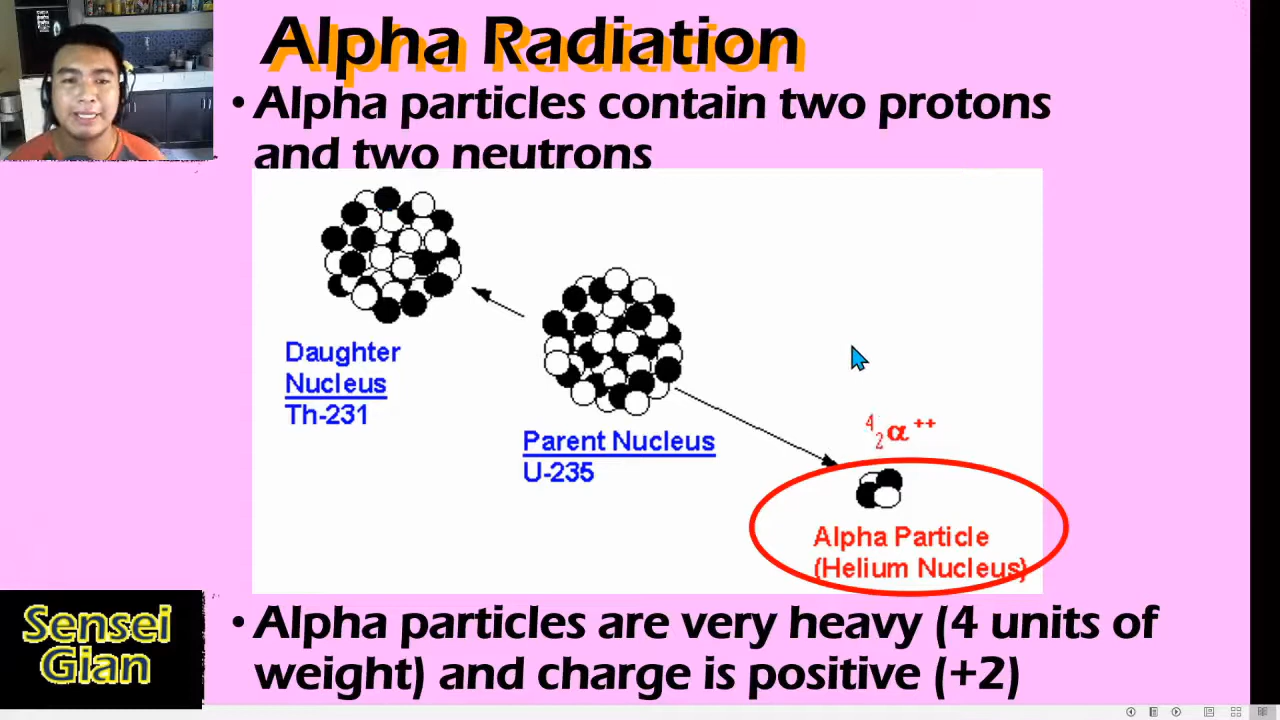 Alpha Radiation
• Alpha particles contain two protons
and two neutrons
Daughter
Nucleus
Th-231
Parent Nucleus
U-235
4
2 α ++
Alpha Particle
(Helium Nucleus)
• Alpha particles are very heavy (4 units of
weight) and charge is positive (+2)
Sensei
Gian